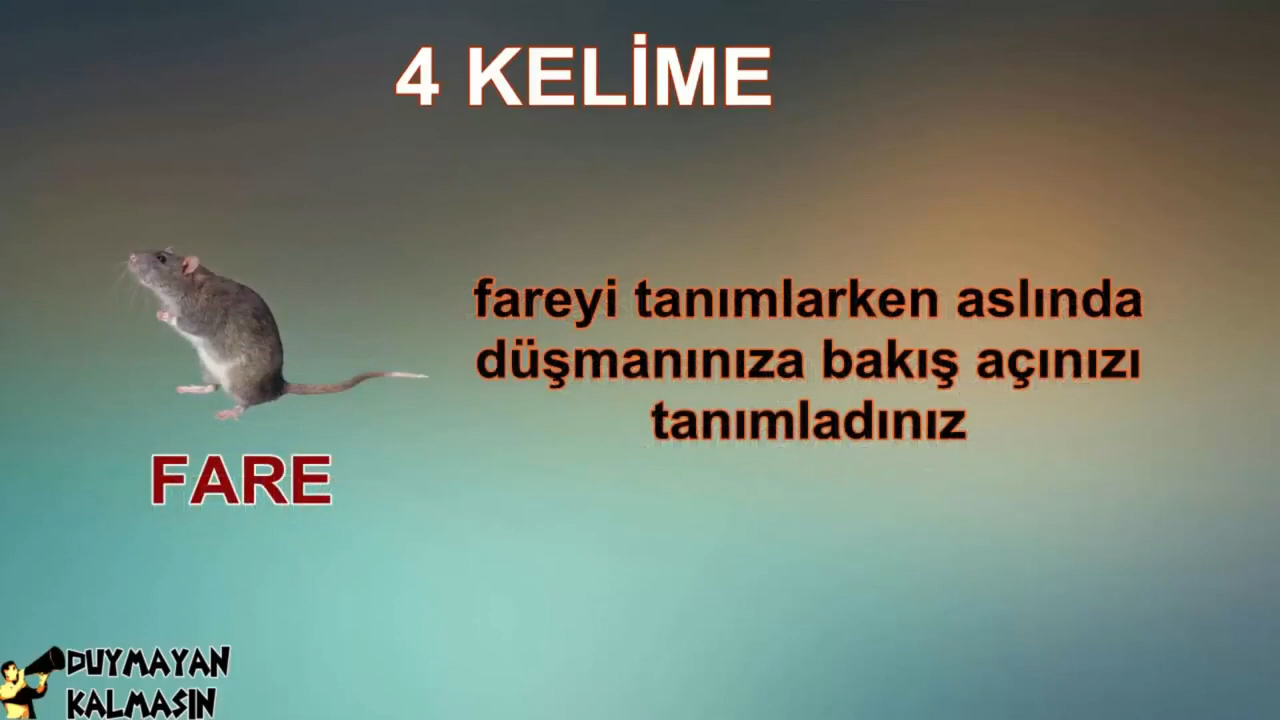 4 KELİME
fareyi tanımlarken aslında
düşmanınıza bakış açınızı
tanımladınız
FARE
DUYMAYAN
KALMASIN